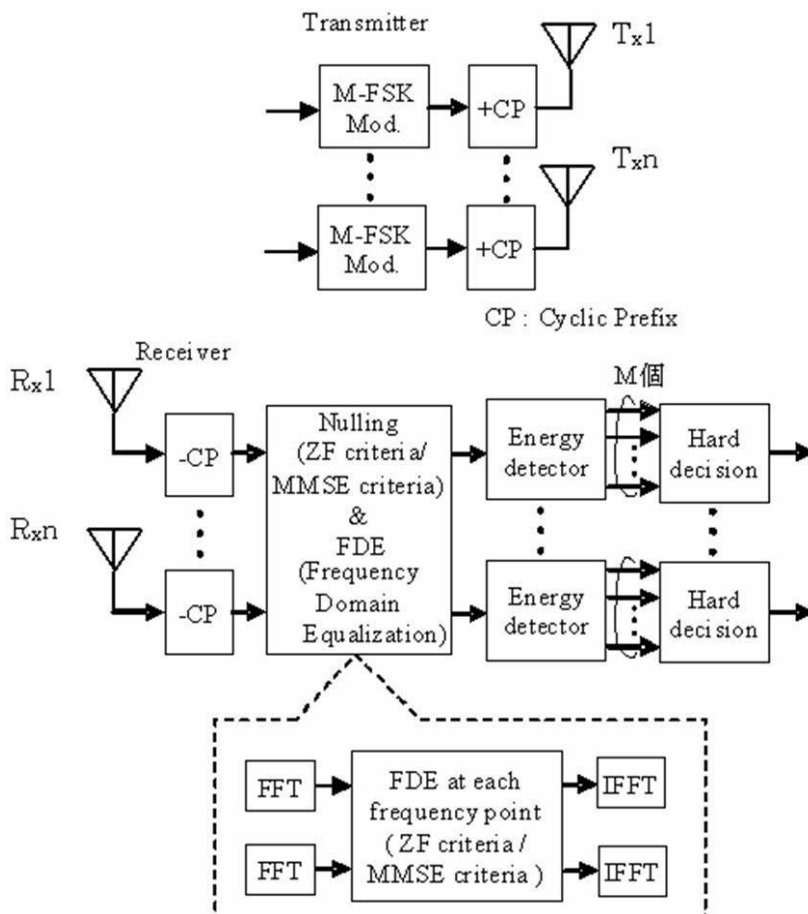 Transmitter
Tx1
M-FSK
Mod.
+CP
Txn
M-FSK
Mod.
+CP
CP : Cyclic Prefix
Receiver
Rx1
-CP
Rxn
-CP
Nulling
(ZF criteria/
MMSE criteria)
&
FDE
(Frequency
Domain
Equalization)
M個
Energy
detector
Hard
decision
Energy
detector
Hard
decision
FFT
FFT
FDE at each
frequency point
( ZF criteria /
MMSE criteria )
IFFT
IFFT